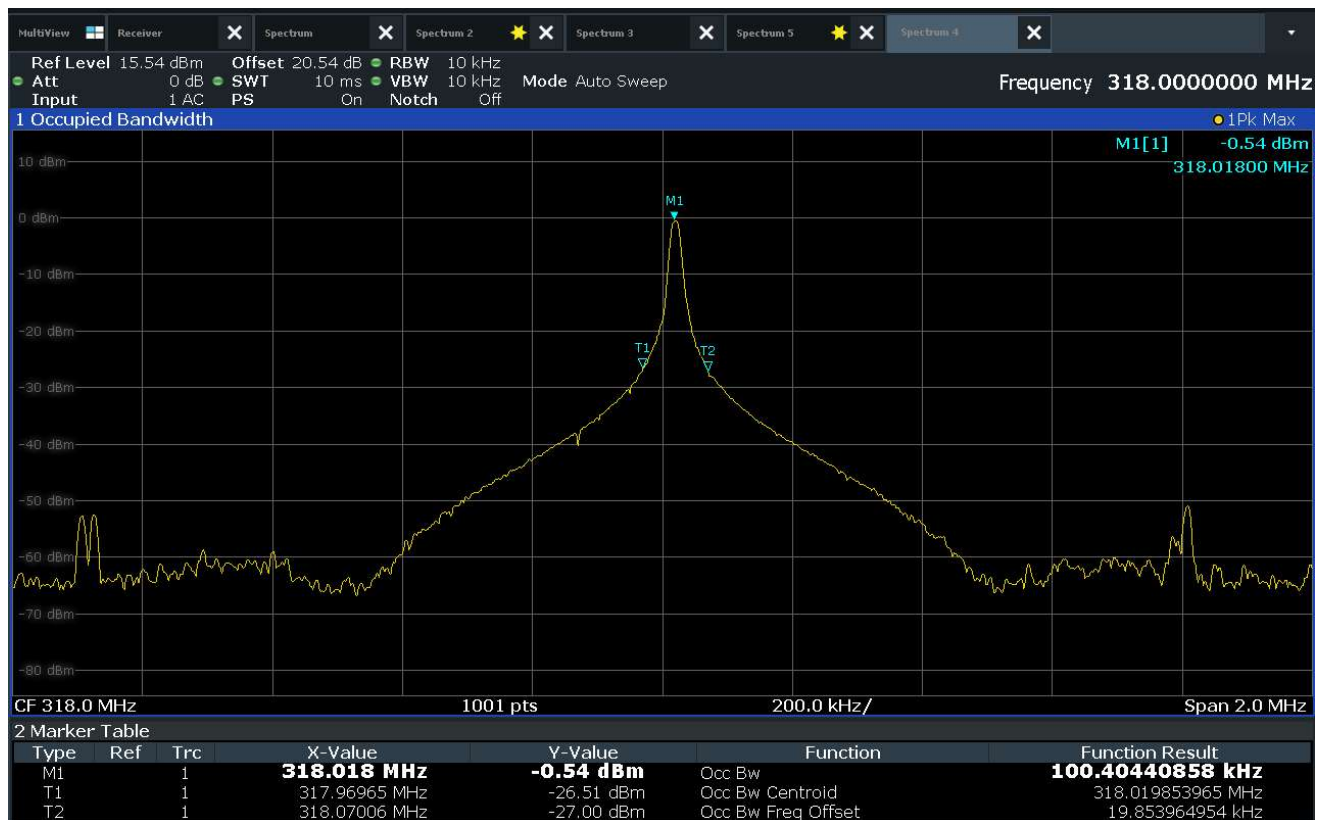 MultiView Receiver Spectrum Spectrum 2 Spectrum 3 Spectrum 5 Spectrum 4
Ref Level 15.54 dBm Offset 20.54 dB RBW 10 kHz
Att 0 dB SWT 10 ms VBW 10 kHz Mode Auto Sweep Frequency 318.0000000 MHz
Input 1 AC PS On Notch Off
1 Occupied Bandwidth 1Pk Max
M1[1] -0.54 dBm
318.01800 MHz
10 dBm
M1
0 dBm
-10 dBm
-20 dBm
T1 T2
-30 dBm
-40 dBm
-50 dBm
-60 dBm
-70 dBm
-80 dBm
CF 318.0 MHz 1001 pts 200.0 kHz/ Span 2.0 MHz
2 Marker Table
Type Ref Trc X-Value Y-Value Function Function Result
M1 1 318.018 MHz -0.54 dBm Occ Bw 100.40440858 kHz
T1 1 317.96965 MHz -26.51 dBm Occ Bw Centroid 318.019853965 MHz
T2 1 318.07006 MHz -27.00 dBm Occ Bw Freq Offset 19.853964954 kHz